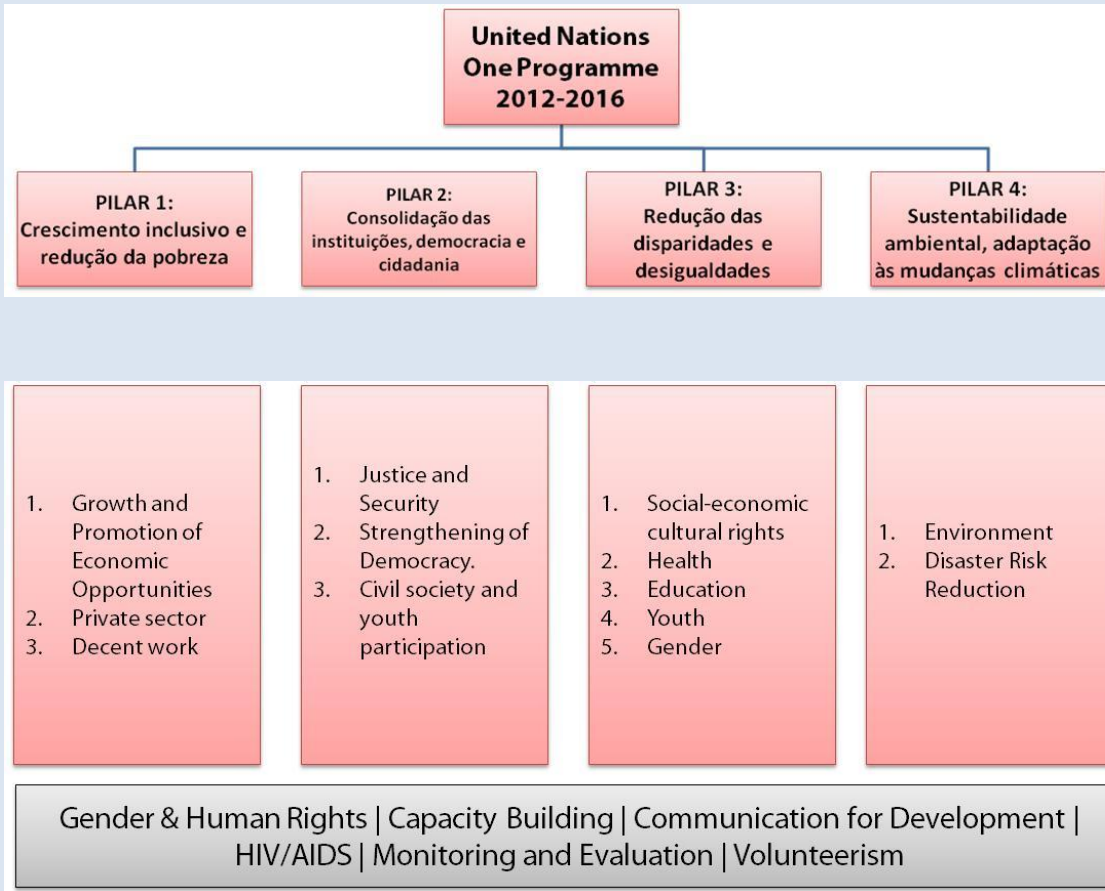 United Nations
One Programme
2012-2016
PILAR 1:
Crescimento inclusivo e
redução da pobreza
PILAR 2:
Consolidação das
instituições, democracia e
cidadania
PILAR 3:
Redução das
disparidades e
desigualdades
PILAR 4:
Sustentabilidade
ambiental, adaptação
às mudanças climáticas
1. Growth and
Promotion of
Economic
Opportunities
2. Private sector
3. Decent work
1. Justice and
Security
2. Strengthening of
Democracy.
3. Civil society and
youth
participation
1. Social-economic
cultural rights
2. Health
3. Education
4. Youth
5. Gender
1. Environment
2. Disaster Risk
Reduction
Gender & Human Rights | Capacity Building | Communication for Development |
HIV/AIDS | Monitoring and Evaluation | Volunteerism